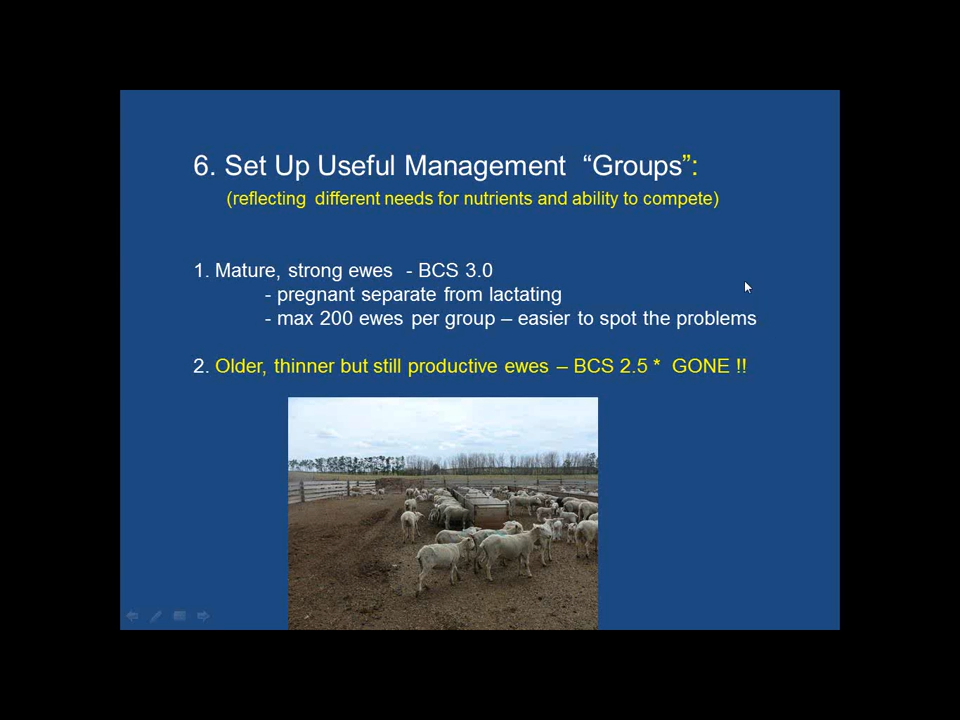 6. Set Up Useful Management “Groups”:
(reflecting different needs for nutrients and ability to compete)
1. Mature, strong ewes - BCS 3.0
- pregnant separate from lactating
- max 200 ewes per group – easier to spot the problems
2. Older, thinner but still productive ewes – BCS 2.5 * GONE !!